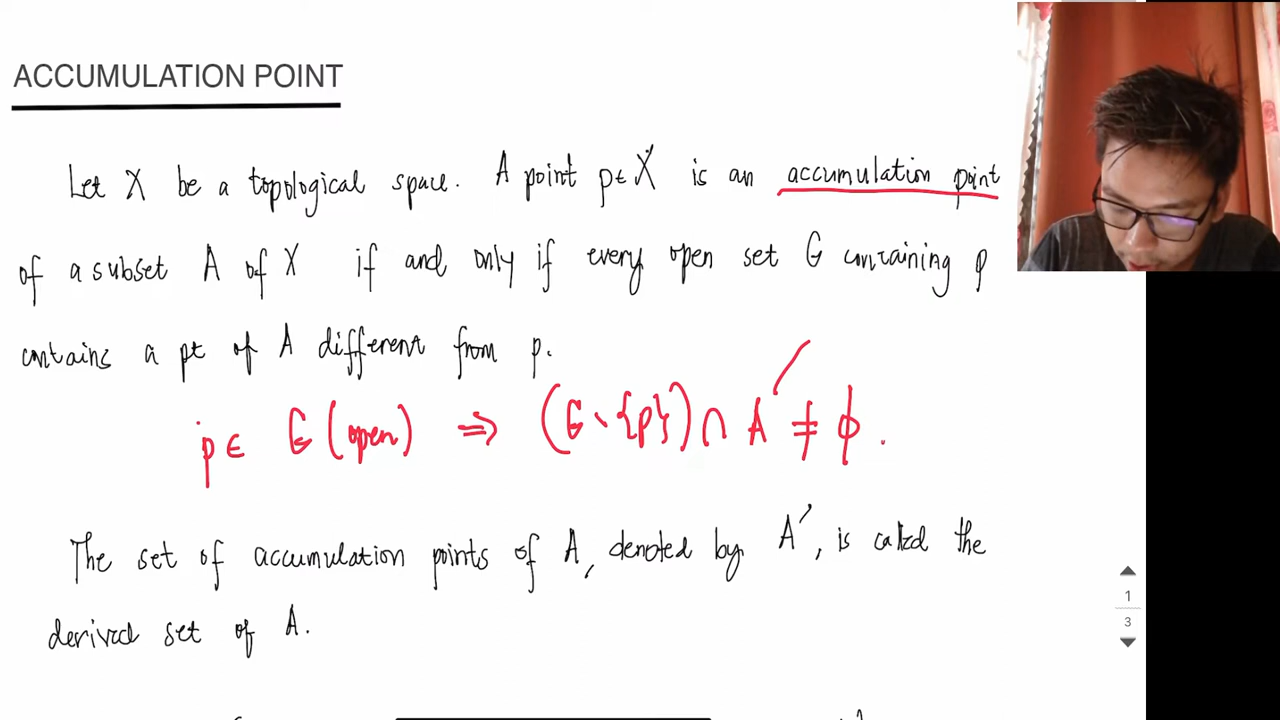 ACCUMULATION POINT
Let X be a topological space. A point p∈X is an accumulation point
of a subset A of X if and only if every open set G containing p
contains a pt of A different from p.
p∈ G (open) ⇒ (G \ {p}) ∩ A ≠ ϕ.
The set of accumulation points of A, denoted by A′, is called the
derived set of A.
1
3